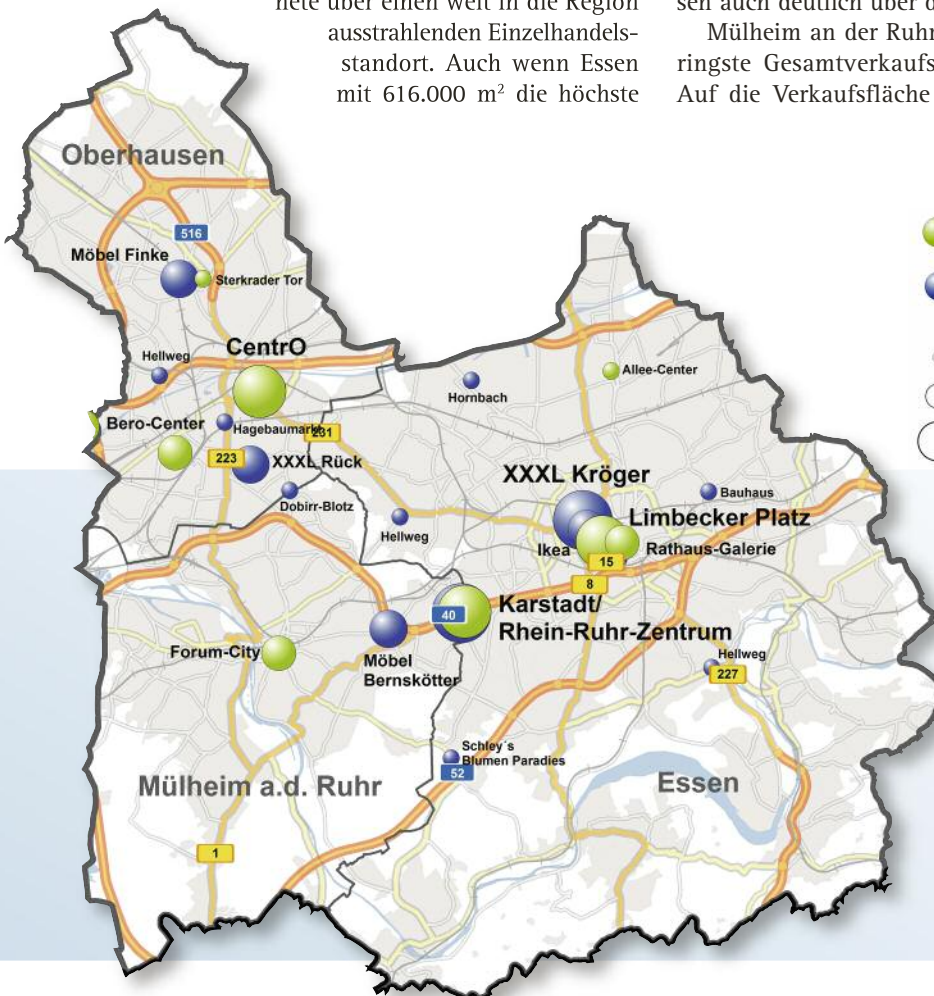 nete über einen weit in die Region
ausstrahlenden Einzelhandels-
standort. Auch wenn Essen
mit 616.000 m² die höchste
sen auch deutlich über d
Mülheim an der Ruhr
ringste Gesamtverkaufs
Auf die Verkaufsfläche
Oberhausen
516
Möbel Finke
Sterkrader Tor
CentrO
Hellweg
Allee-Center
Hornbach
Bero-Center
Hagebaumarkt
231
223
XXXL Rück
XXXL Kröger
Dobirr-Blotz
Bauhaus
Limbecker Platz
Hellweg
Ikea
Rathaus-Galerie
15
8
40
Karstadt/
Rhein-Ruhr-Zentrum
Forum-City
Möbel
Bernskötter
Hellweg
227
Schley´s
Blumen Paradies
52
Mülheim a.d. Ruhr
Essen
1